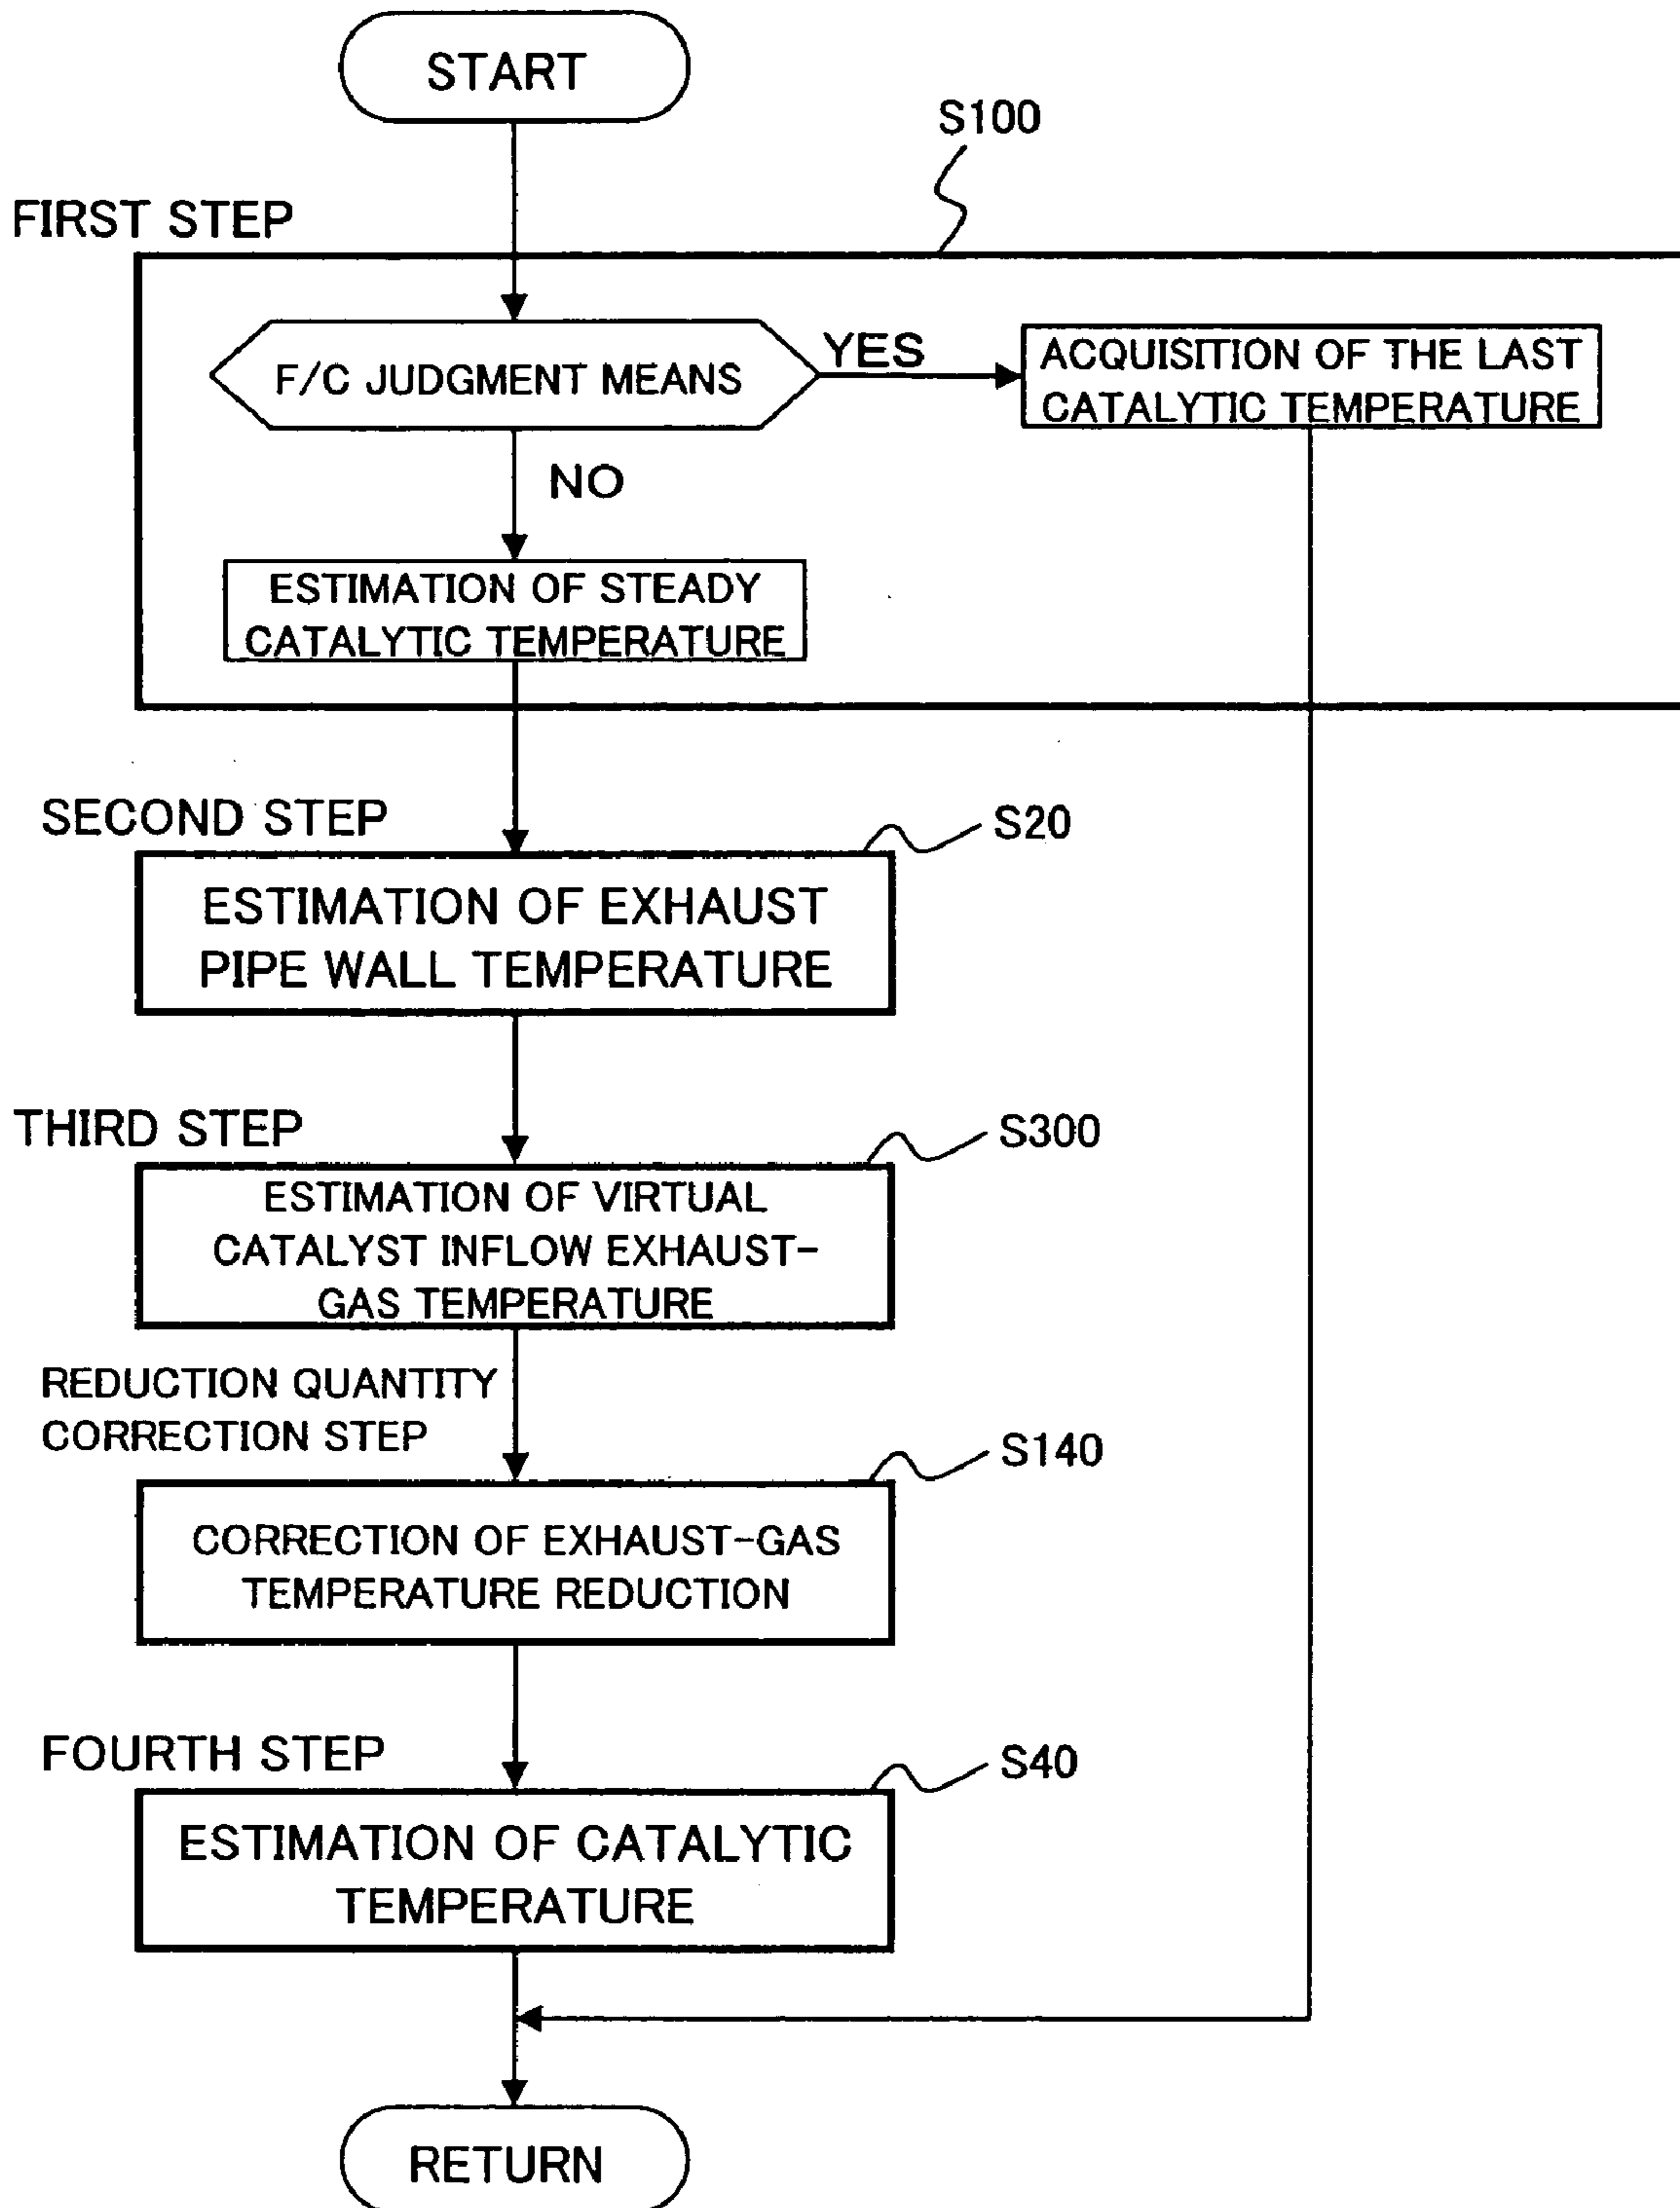 START
S100
FIRST STEP
F/C JUDGMENT MEANS
YES
ACQUISITION OF THE LAST
CATALYTIC TEMPERATURE
NO
ESTIMATION OF STEADY
CATALYTIC TEMPERATURE
SECOND STEP
S20
ESTIMATION OF EXHAUST
PIPE WALL TEMPERATURE
THIRD STEP
S300
ESTIMATION OF VIRTUAL
CATALYST INFLOW EXHAUST-
GAS TEMPERATURE
REDUCTION QUANTITY
CORRECTION STEP
S140
CORRECTION OF EXHAUST-GAS
TEMPERATURE REDUCTION
FOURTH STEP
S40
ESTIMATION OF CATALYTIC
TEMPERATURE
RETURN